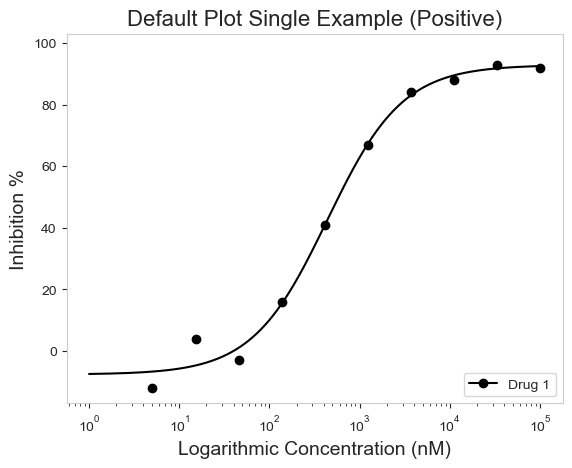 Default Plot Single Example (Positive)
100
80
60
40
20
0
Inhibition %
10⁰ 10¹ 10² 10³ 10⁴ 10⁵
Logarithmic Concentration (nM)
Drug 1